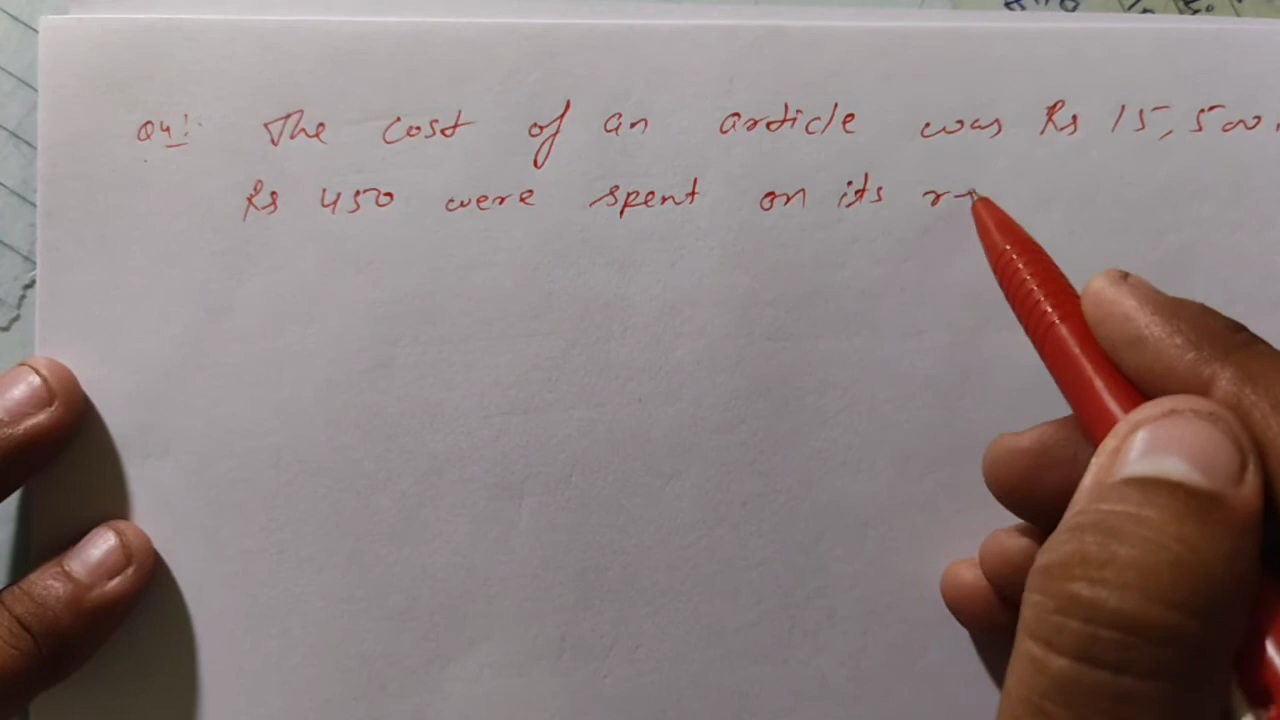 Q4:- The cost of an article was Rs 15,500.
Rs 450 were spent on its